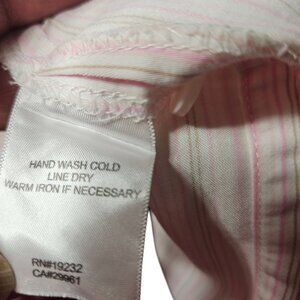 HAND WASH COLD
LINE DRY
WARM IRON IF NECESSARY
RN#19232
CA#29961